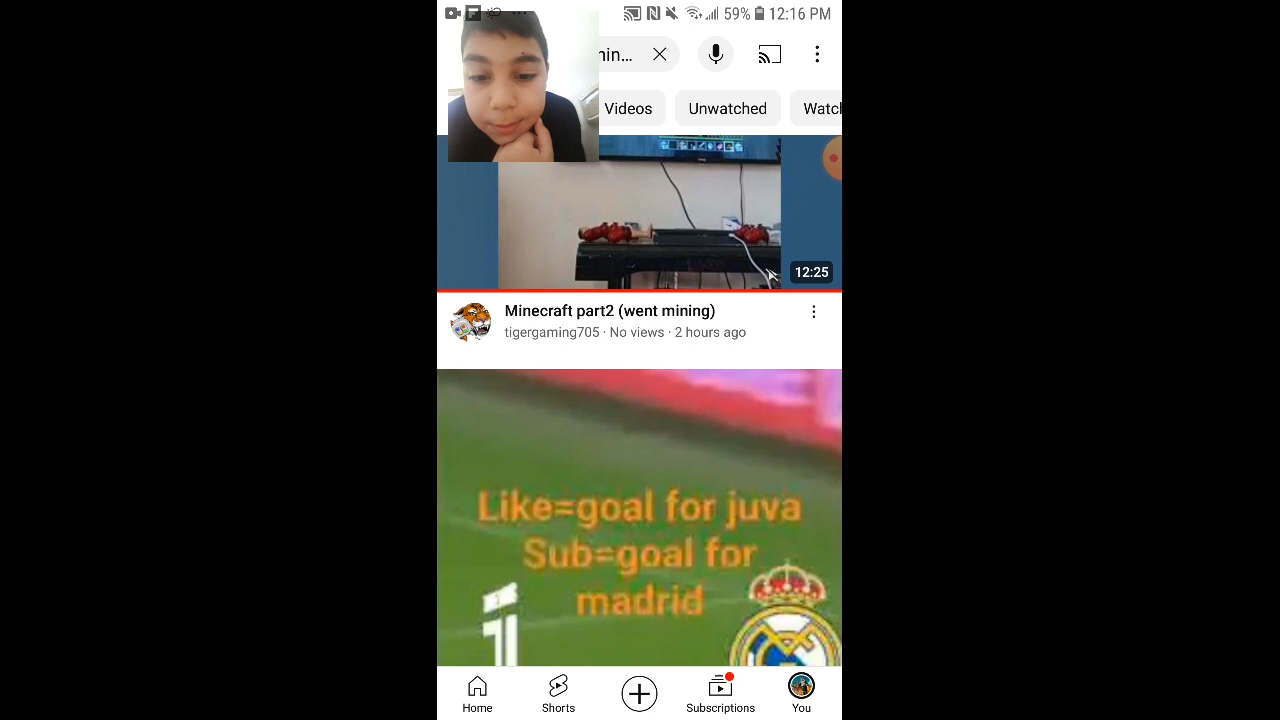 59% 12:16 PM
nin...
Videos
Unwatched
Watch
12:25
Minecraft part2 (went mining)
tigergaming705 · No views · 2 hours ago
Like=goal for juva
Sub=goal for
madrid
Home
Shorts
Subscriptions
You